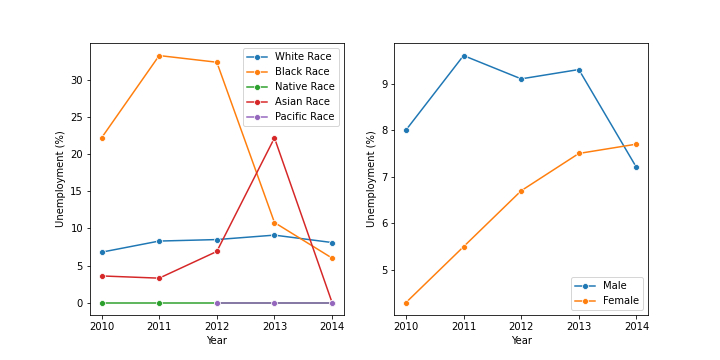 Unemployment (%)
30
25
20
15
10
5
0
2010 2011 2012 2013 2014
Year
White Race
Black Race
Native Race
Asian Race
Pacific Race
Unemployment (%)
9
8
7
6
5
2010 2011 2012 2013 2014
Year
Male
Female